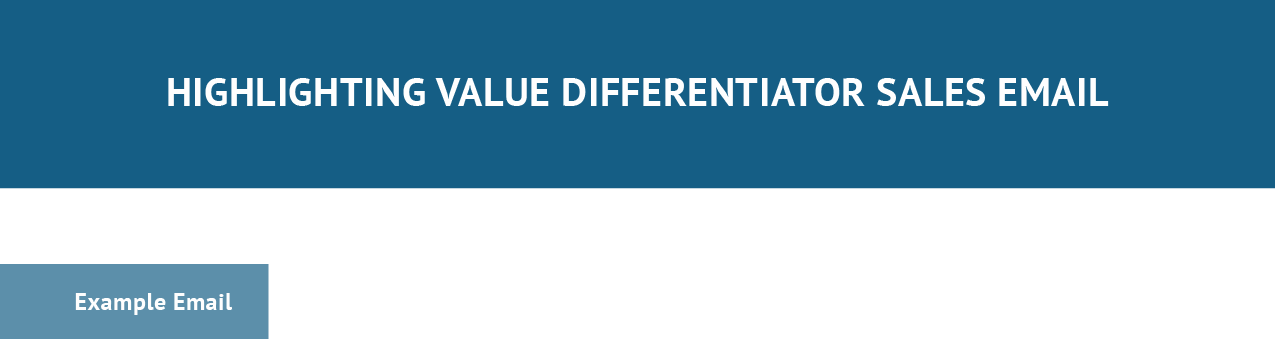 HIGHLIGHTING VALUE DIFFERENTIATOR SALES EMAIL
Example Email